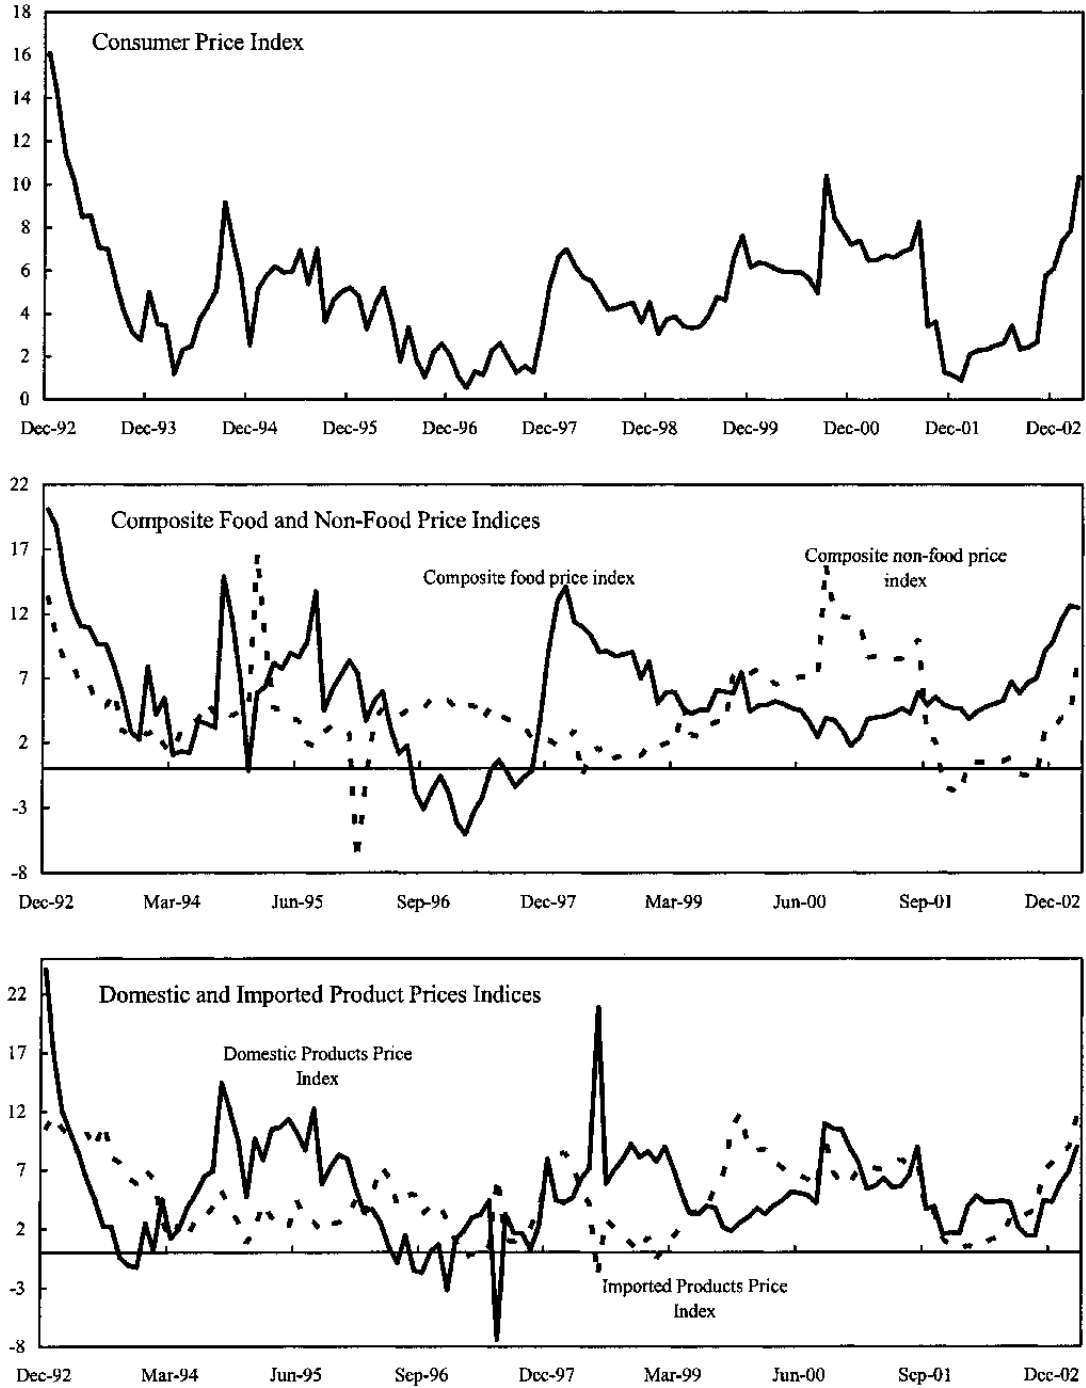 18
Consumer Price Index
16
14
12
10
8
6
4
2
0
Dec-92 Dec-93 Dec-94 Dec-95 Dec-96 Dec-97 Dec-98 Dec-99 Dec-00 Dec-01 Dec-02
22
Composite Food and Non-Food Price Indices
17
Composite food price index
Composite non-food price
index
12
7
2
-3
-8
Dec-92 Mar-94 Jun-95 Sep-96 Dec-97 Mar-99 Jun-00 Sep-01 Dec-02
22
Domestic and Imported Product Prices Indices
17
Domestic Products Price
Index
12
7
2
-3
Imported Products Price
Index
-8
Dec-92 Mar-94 Jun-95 Sep-96 Dec-97 Mar-99 Jun-00 Sep-01 Dec-02